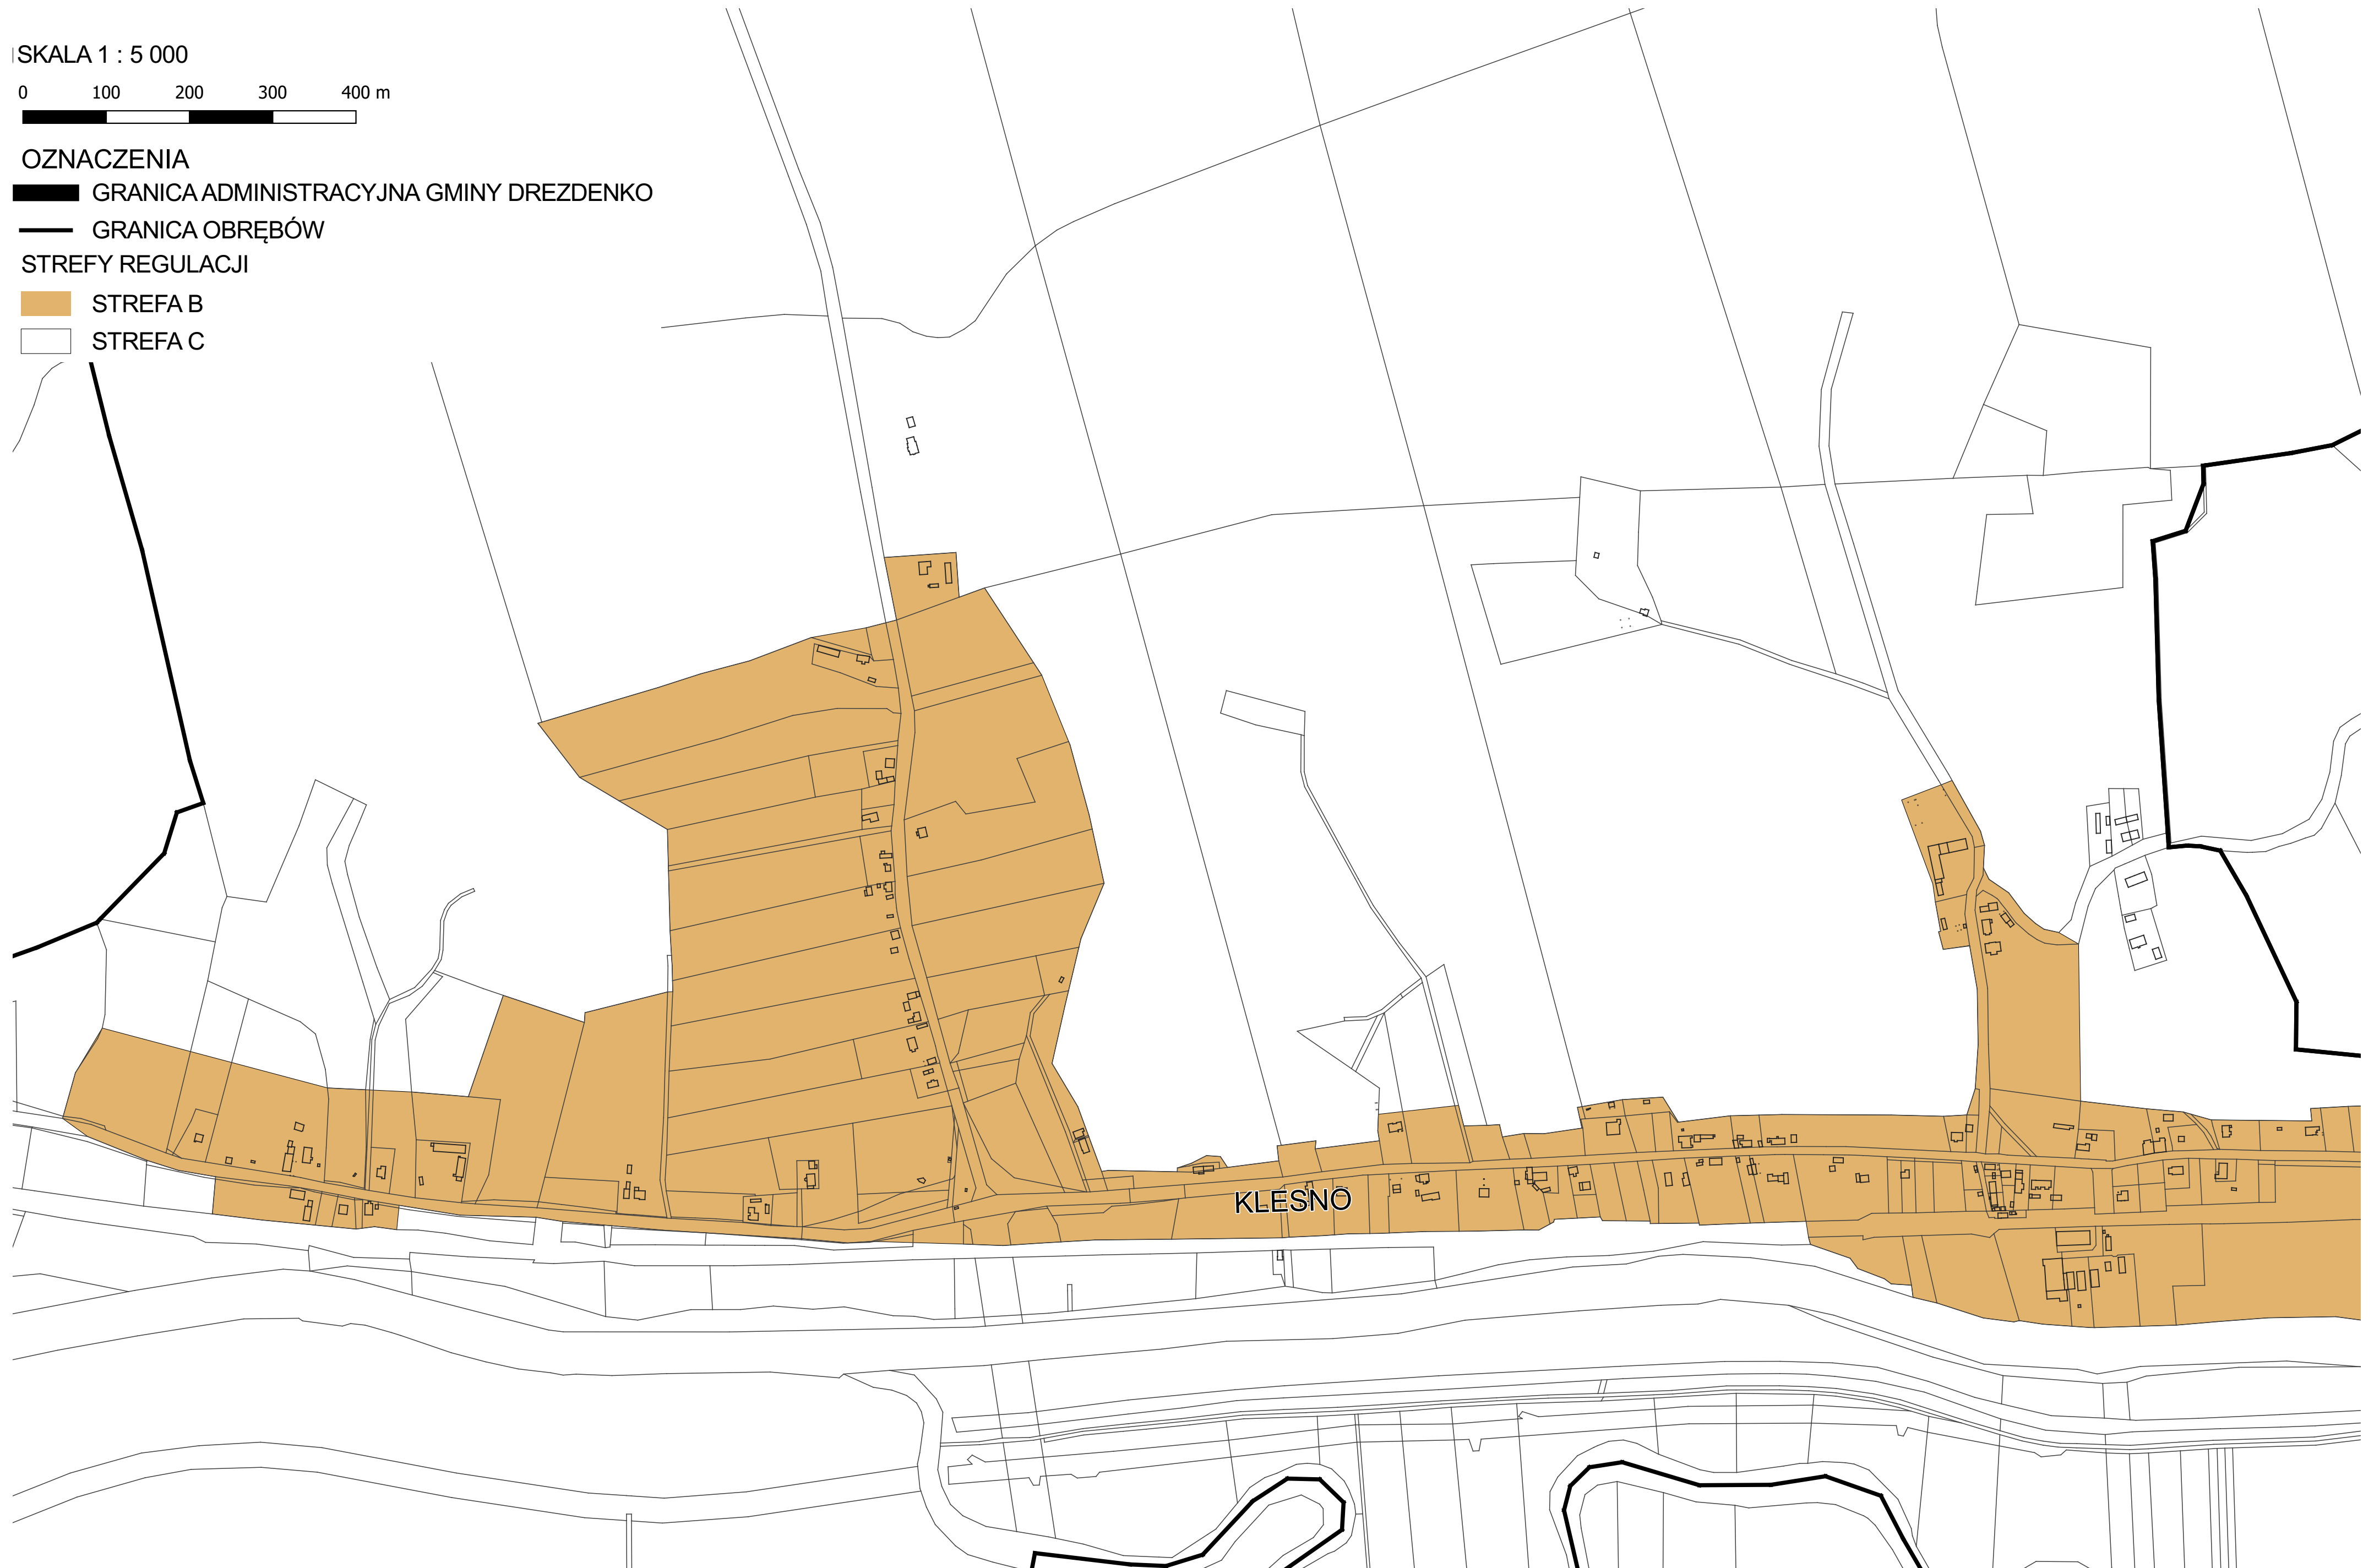 SKALA 1 : 5 000
0 100 200 300 400 m
OZNACZENIA
GRANICA ADMINISTRACYJNA GMINY DREZDENKO
GRANICA OBRĘBÓW
STREFY REGULACJI
STREFA B
STREFA C
KLESNO